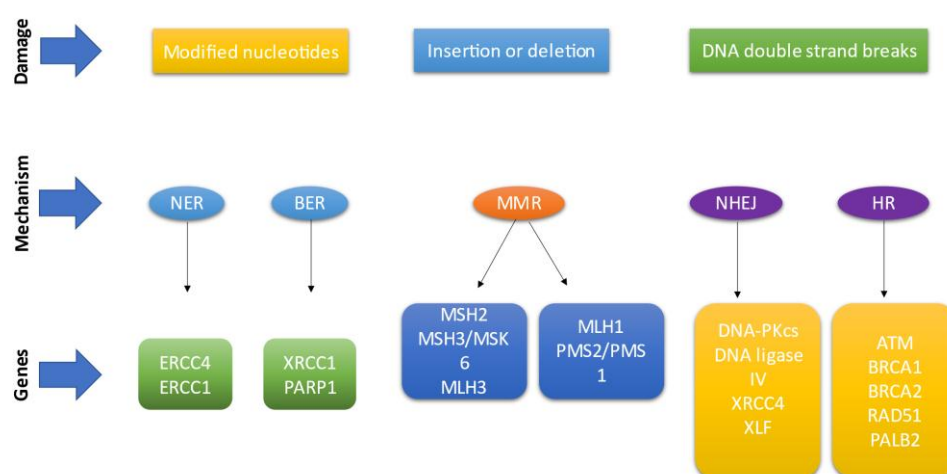 Damage
Modified nucleotides
Insertion or deletion
DNA double strand breaks
Mechanism
NER
BER
MMR
NHEJ
HR
Genes
ERCC4
ERCC1
XRCC1
PARP1
MSH2
MSH3/MSK
6
MLH3
MLH1
PMS2/PMS
1
DNA-PKcs
DNA ligase
IV
XRCC4
XLF
ATM
BRCA1
BRCA2
RAD51
PALB2